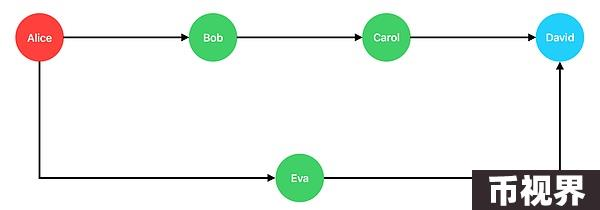 Alice
Bob
Carol
David
Eva
币视界